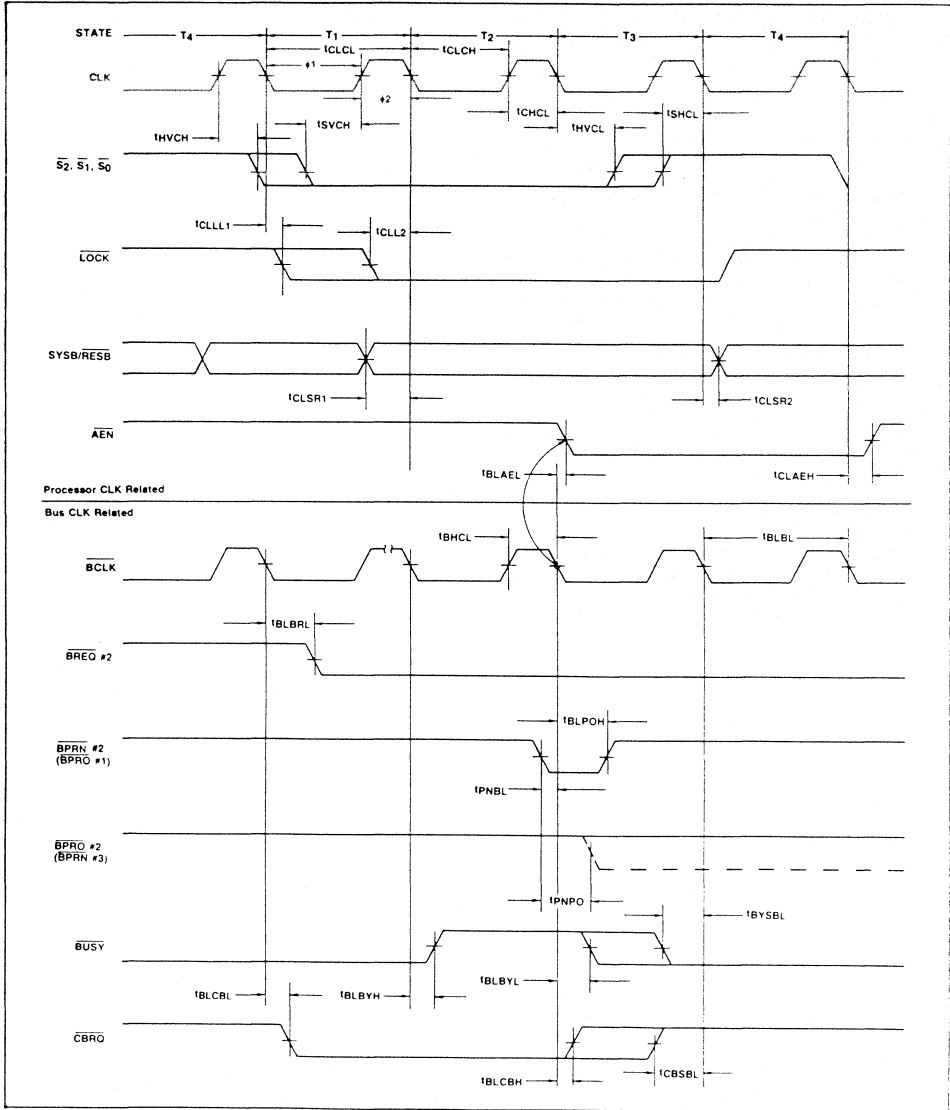 STATE T4 T1 T2 T3 T4
tCLCL tCLCH
CLK
ϕ1
ϕ2 tCHCL tSHCL
tSVCH tHVCL
tHVCH
S2, S1, S0
tCLLL1 tCLL2
LOCK
SYSB/RESB
tCLSR1 tCLSR2
AEN
tBLAEL tCLAEH
Processor CLK Related
Bus CLK Related
tBHCL tBLBL
BCLK
tBLBRL
BREQ #2
tBLPOH
BPRN #2
(BPRO #1)
tPNBL
BPRO #2
(BPRN #3)
tPNPO tBYSBL
BUSY
tBLCBL tBLBYH tBLBYL
CBRQ
tBLCBH tCBSBL